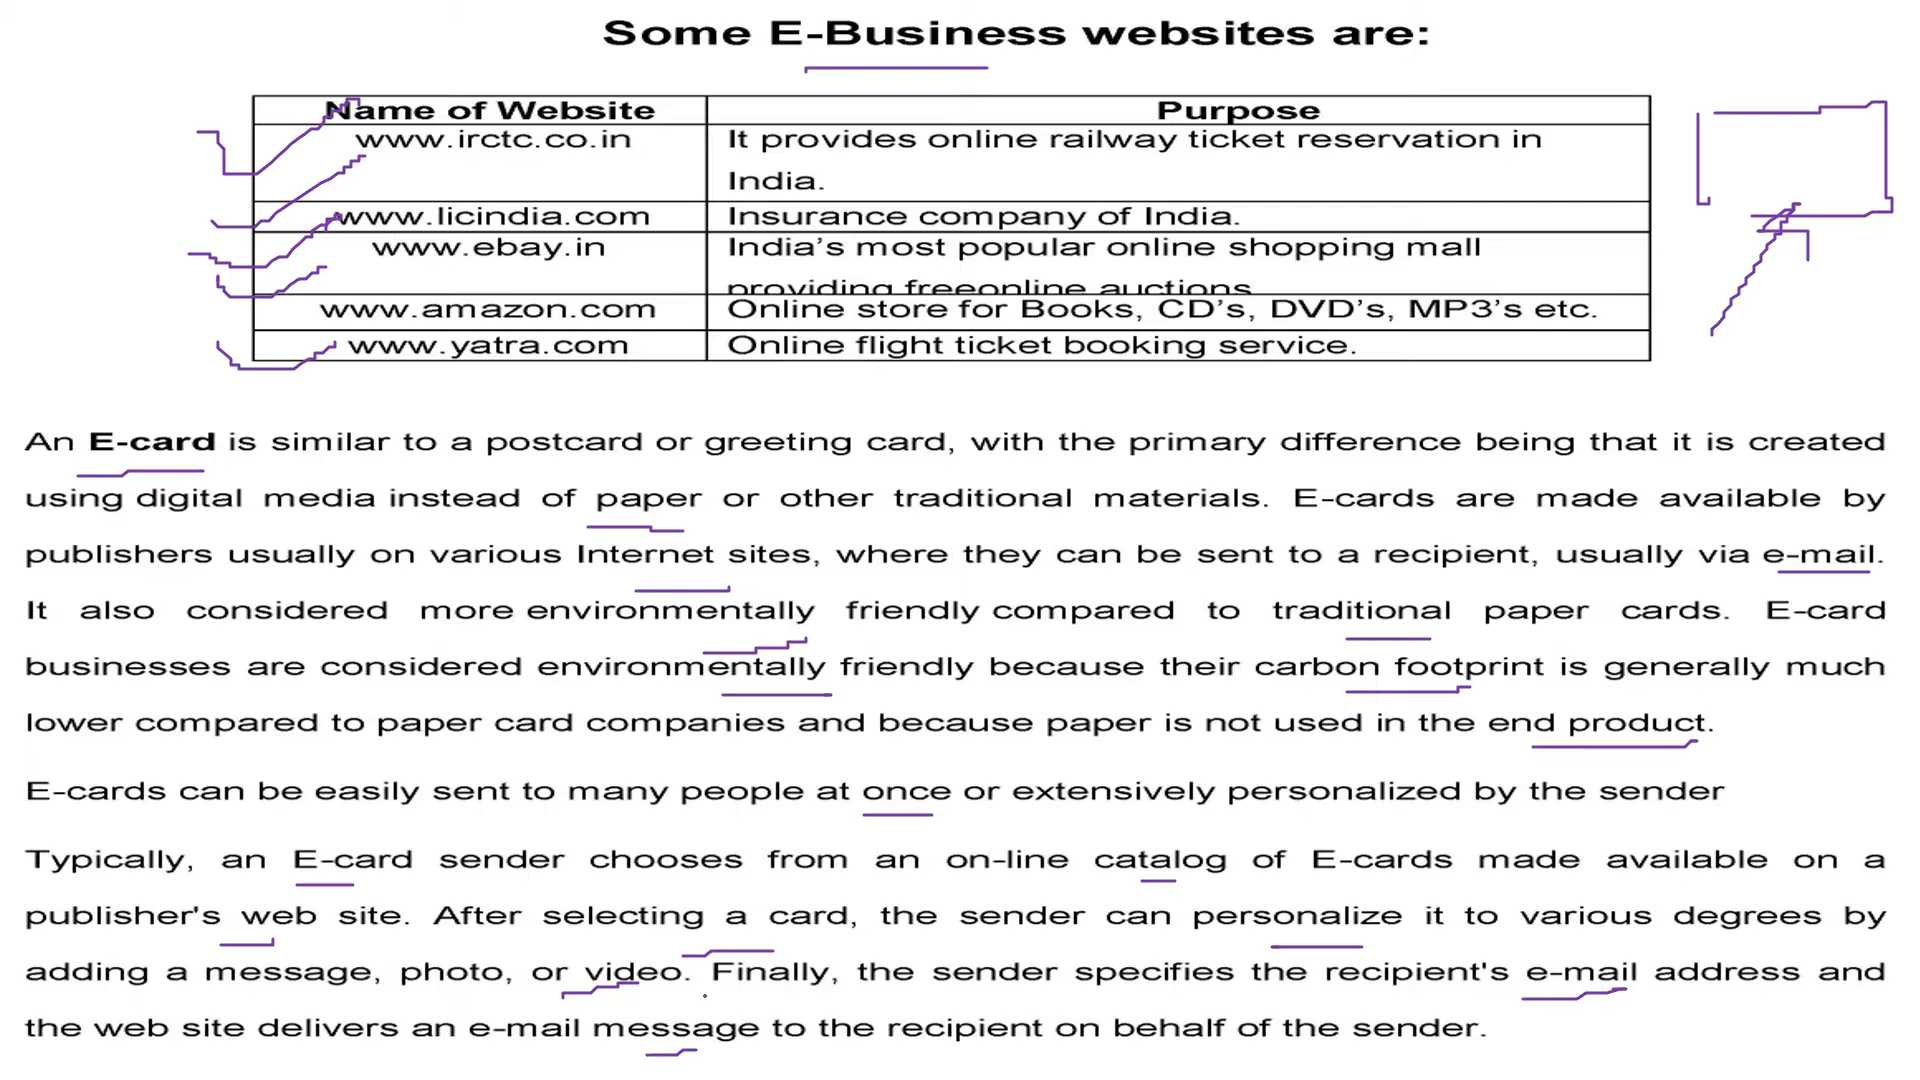 Some E-Business websites are:
Name of Website Purpose
www.irctc.co.in It provides online railway ticket reservation in
India.
www.licindia.com Insurance company of India.
www.ebay.in India’s most popular online shopping mall
providing freeonline auctions
www.amazon.com Online store for Books, CD’s, DVD’s, MP3’s etc.
www.yatra.com Online flight ticket booking service.
An E-card is similar to a postcard or greeting card, with the primary difference being that it is created
using digital media instead of paper or other traditional materials. E-cards are made available by
publishers usually on various Internet sites, where they can be sent to a recipient, usually via e-mail.
It also considered more environmentally friendly compared to traditional paper cards. E-card
businesses are considered environmentally friendly because their carbon footprint is generally much
lower compared to paper card companies and because paper is not used in the end product.
E-cards can be easily sent to many people at once or extensively personalized by the sender
Typically, an E-card sender chooses from an on-line catalog of E-cards made available on a
publisher's web site. After selecting a card, the sender can personalize it to various degrees by
adding a message, photo, or video. Finally, the sender specifies the recipient's e-mail address and
the web site delivers an e-mail message to the recipient on behalf of the sender.